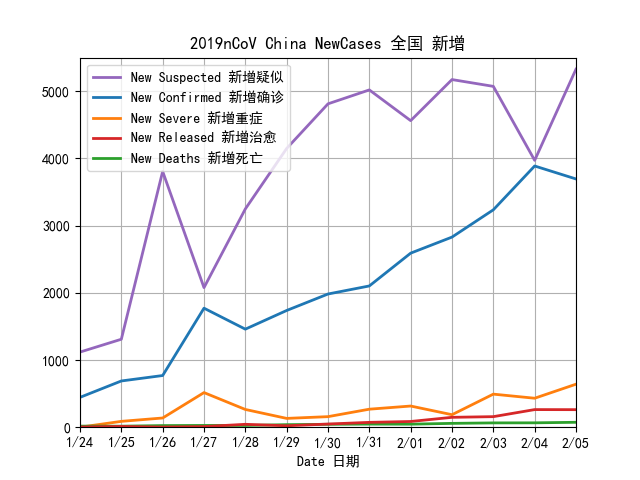 2019nCoV China NewCases 全国 新增
New Suspected 新增疑似
New Confirmed 新增确诊
New Severe 新增重症
New Released 新增治愈
New Deaths 新增死亡
5000
4000
3000
2000
1000
0
1/24 1/25 1/26 1/27 1/28 1/29 1/30 1/31 2/01 2/02 2/03 2/04 2/05
Date 日期